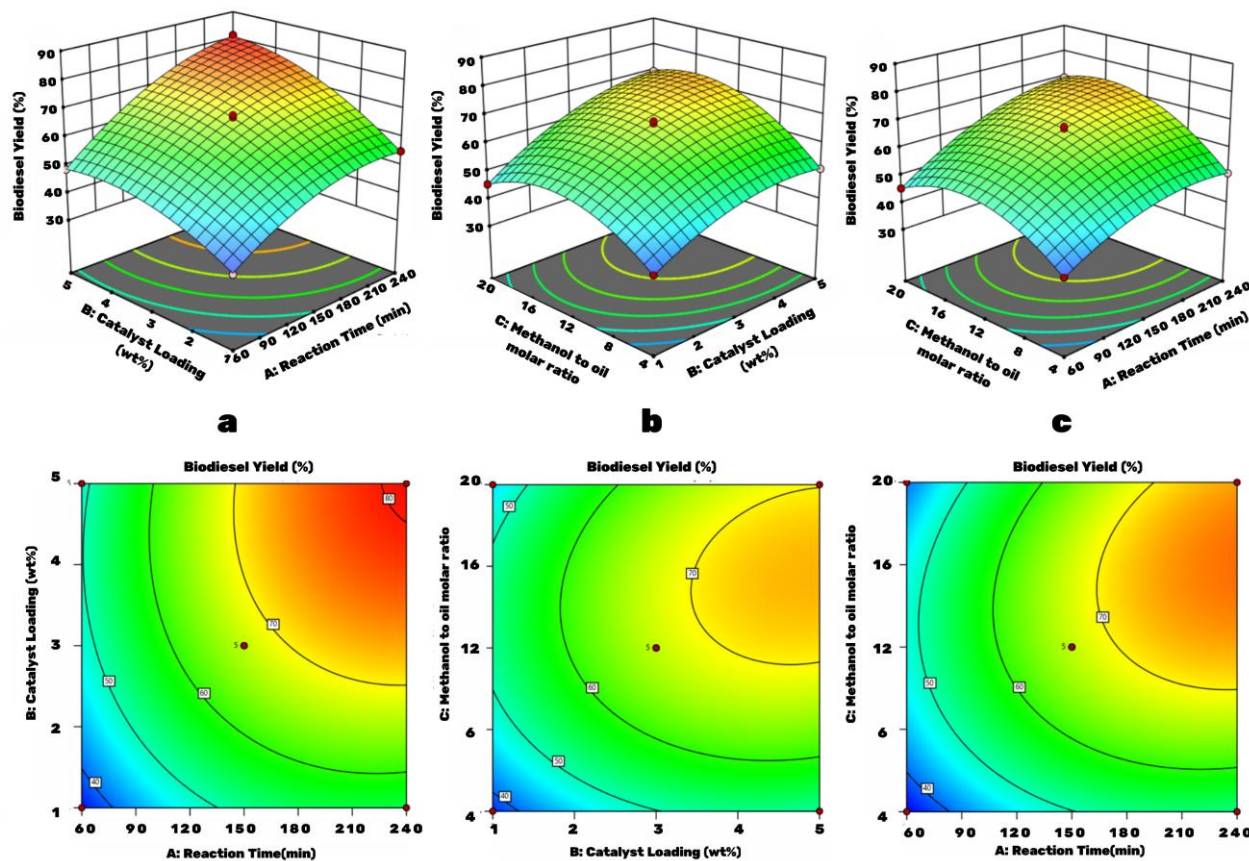 90
80
70
60
50
40
30
Biodiesel Yield (%)
5
4
3
2
1
B: Catalyst Loading
(wt%)
60 90 120 150 180 210 240
A: Reaction Time (min)
90
80
70
60
50
40
30
Biodiesel Yield (%)
20
16
12
8
4
C: Methanol to oil
molar ratio
1
2
3
4
5
B: Catalyst Loading
(wt%)
90
80
70
60
50
40
30
Biodiesel Yield (%)
20
16
12
8
4
C: Methanol to oil
molar ratio
60 90 120 150 180 210 240
A: Reaction Time (min)
a
b
c
Biodiesel Yield (%)
5
4
3
2
1
B: Catalyst Loading (wt%)
80
70
60
50
40
5
60 90 120 150 180 210 240
A: Reaction Time(min)
Biodiesel Yield (%)
20
16
12
6
4
C: Methanol to oil molar ratio
50
70
60
50
40
5
1 2 3 4 5
B: Catalyst Loading (wt%)
Biodiesel Yield (%)
20
16
12
6
4
C: Methanol to oil molar ratio
70
60
50
40
5
60 90 120 150 180 210 240
A: Reaction Time(min)